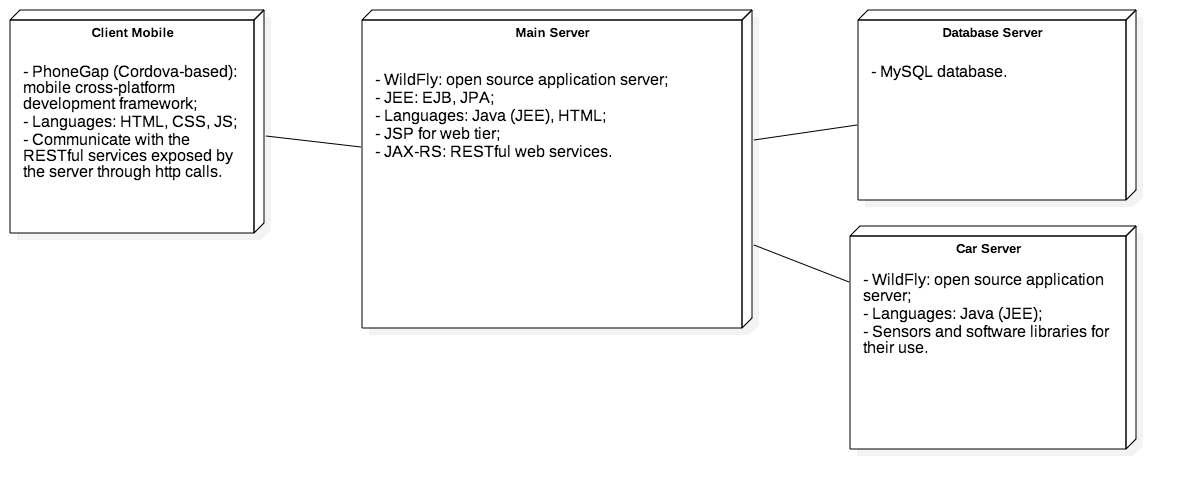 Client Mobile
- PhoneGap (Cordova-based):
mobile cross-platform
development framework;
- Languages: HTML, CSS, JS;
- Communicate with the
RESTful services exposed by
the server through http calls.
Main Server
- WildFly: open source application server;
- JEE: EJB, JPA;
- Languages: Java (JEE), HTML;
- JSP for web tier;
- JAX-RS: RESTful web services.
Database Server
- MySQL database.
Car Server
- WildFly: open source application
server;
- Languages: Java (JEE);
- Sensors and software libraries for
their use.